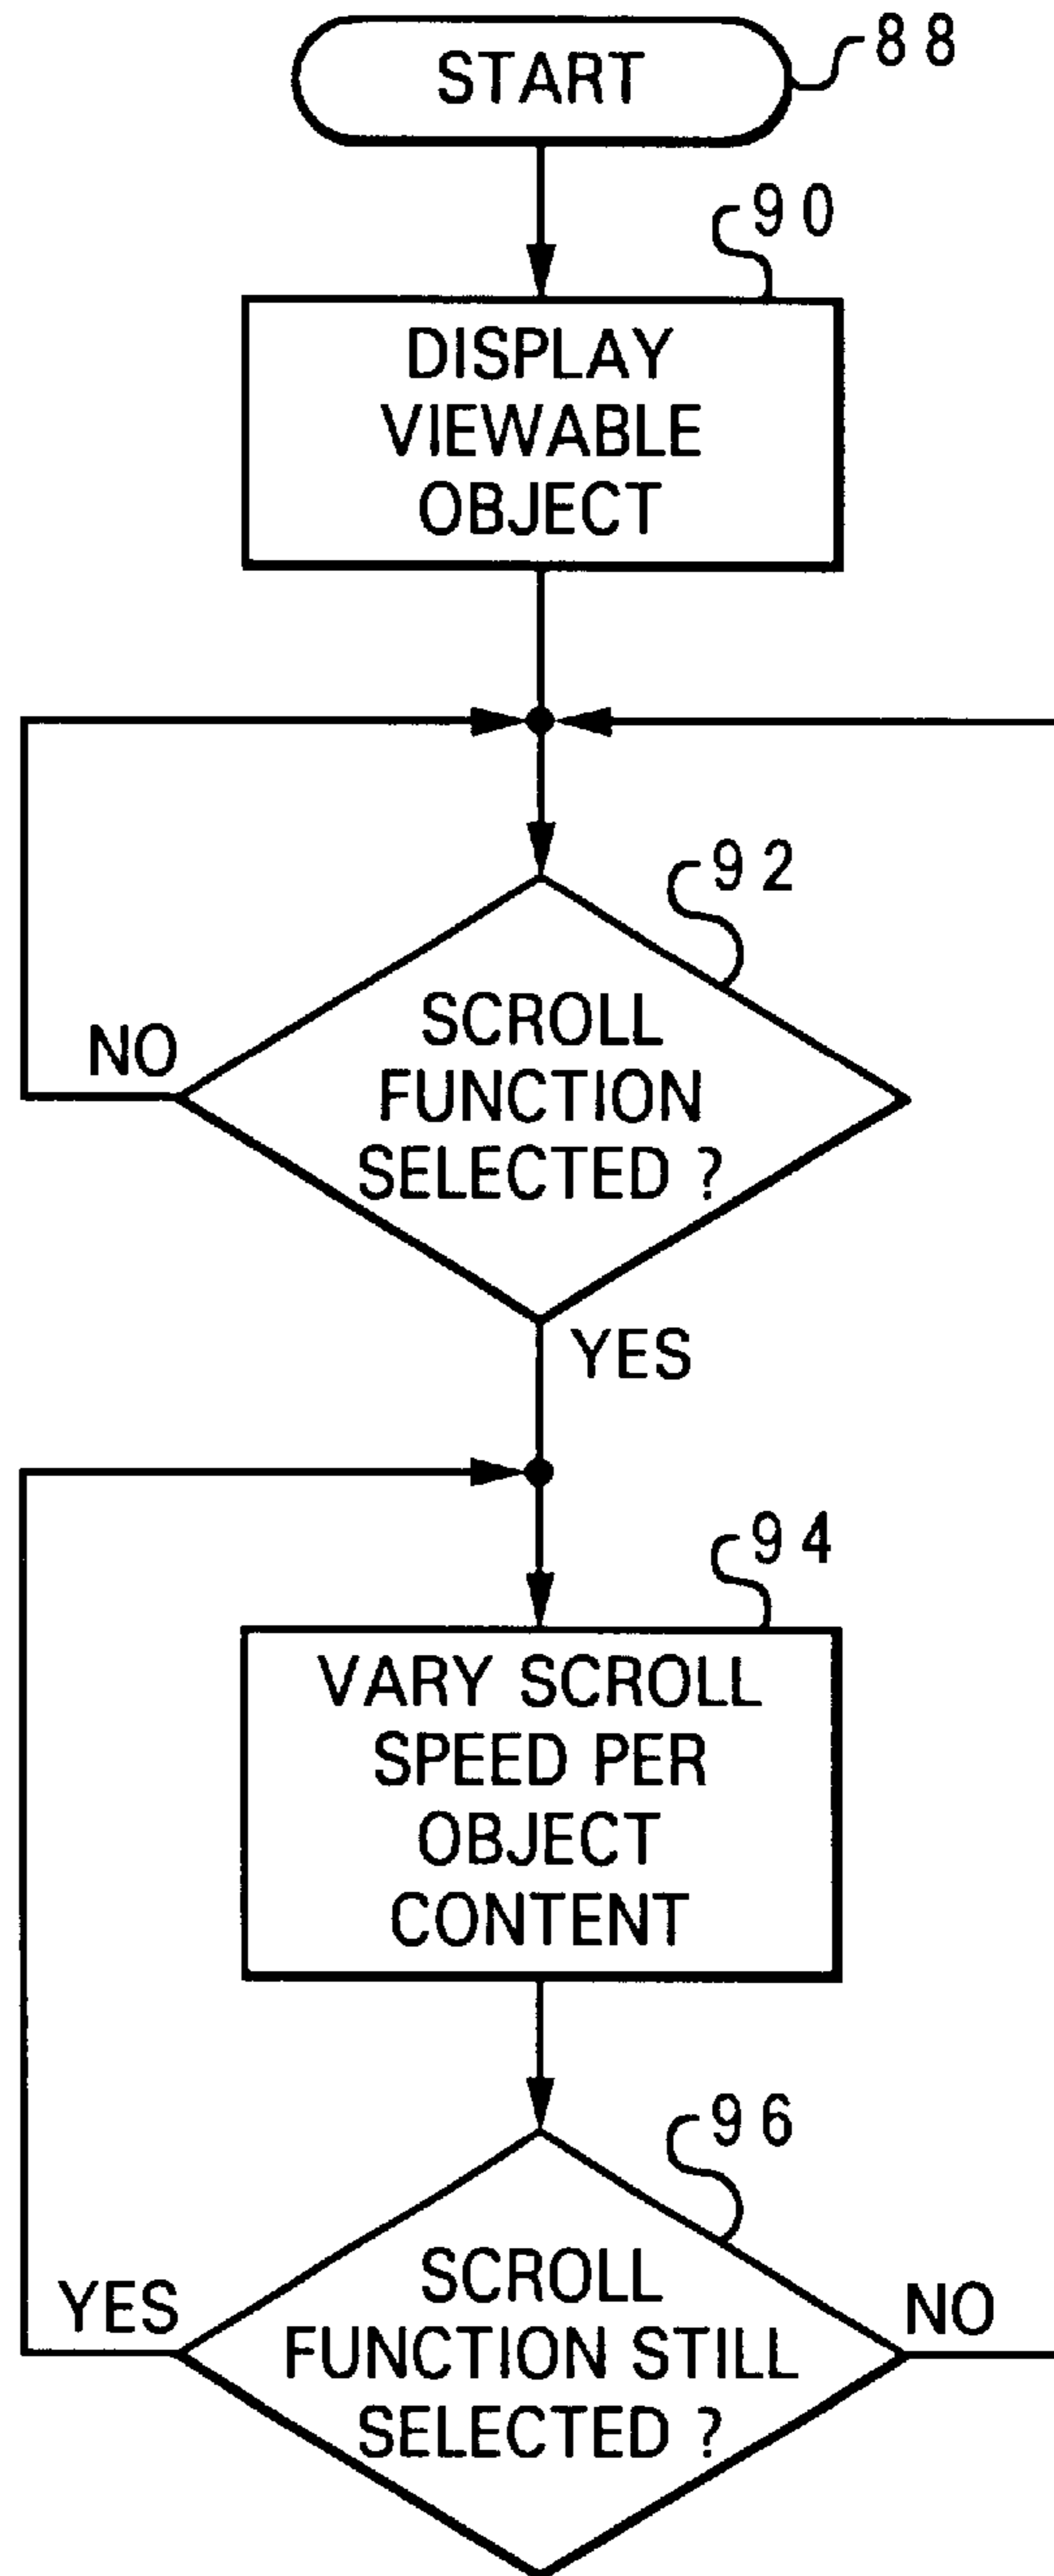 START
88
90
DISPLAY
VIEWABLE
OBJECT
92
SCROLL
FUNCTION
SELECTED ?
NO
YES
94
VARY SCROLL
SPEED PER
OBJECT
CONTENT
96
SCROLL
FUNCTION STILL
SELECTED ?
YES
NO